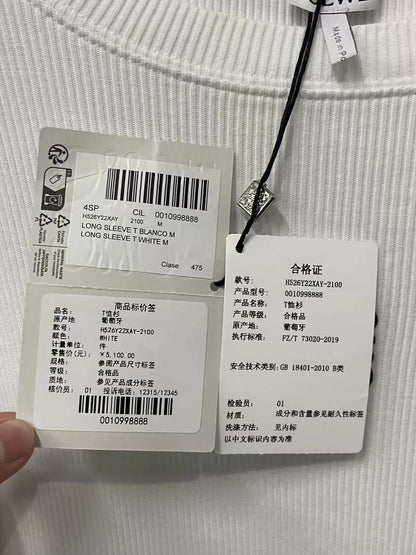 Made in Po
4SP CIL 0010998888
H526Y22XAY 2100 M
LONG SLEEVE T BLANCO M
LONG SLEEVE T WHITE M
Clase 475
商品标价签
品名: T恤衫
原产地: 葡萄牙
款号: H526Y22XAY-2100
颜色: WHITE
计量单位: 件
零售价(元): ¥5,100.00
规格: 参阅产品尺寸标签
等级: 合格品
质地: 参见产品成分标签
核价员: 01 投诉电话: 12315/12345
0010998888
合格证
款号: H526Y22XAY-2100
产品型号: 0010998888
产品名称: T恤衫
产品等级: 合格品
原产地: 葡萄牙
执行标准: FZ/T 73020-2019
安全技术类别: GB 18401-2010 B类
检验员: 01
材质: 成分和含量参见耐久性标签
洗涤方法: 见内标
以中文标识内容为准